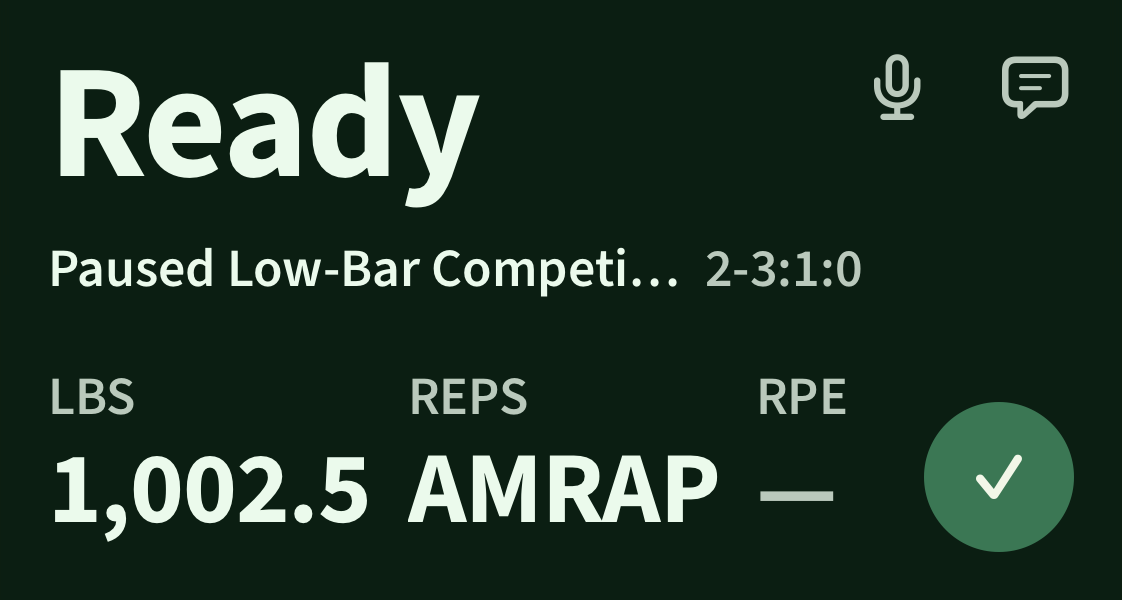 Ready
Paused Low-Bar Competi… 2-3:1:0
LBS REPS RPE
1,002.5 AMRAP —